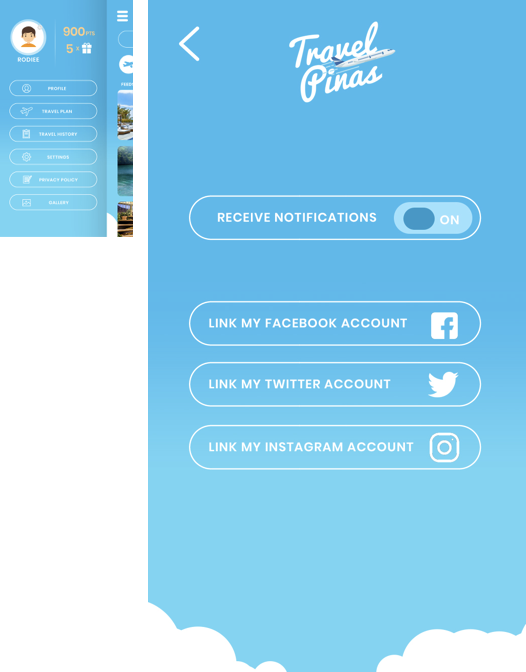 900PTS
5 x
RODIEE
PROFILE
TRAVEL PLAN
TRAVEL HISTORY
SETTINGS
PRIVACY POLICY
GALLERY
Travel
Pinas
RECEIVE NOTIFICATIONS
ON
LINK MY FACEBOOK ACCOUNT
LINK MY TWITTER ACCOUNT
LINK MY INSTAGRAM ACCOUNT